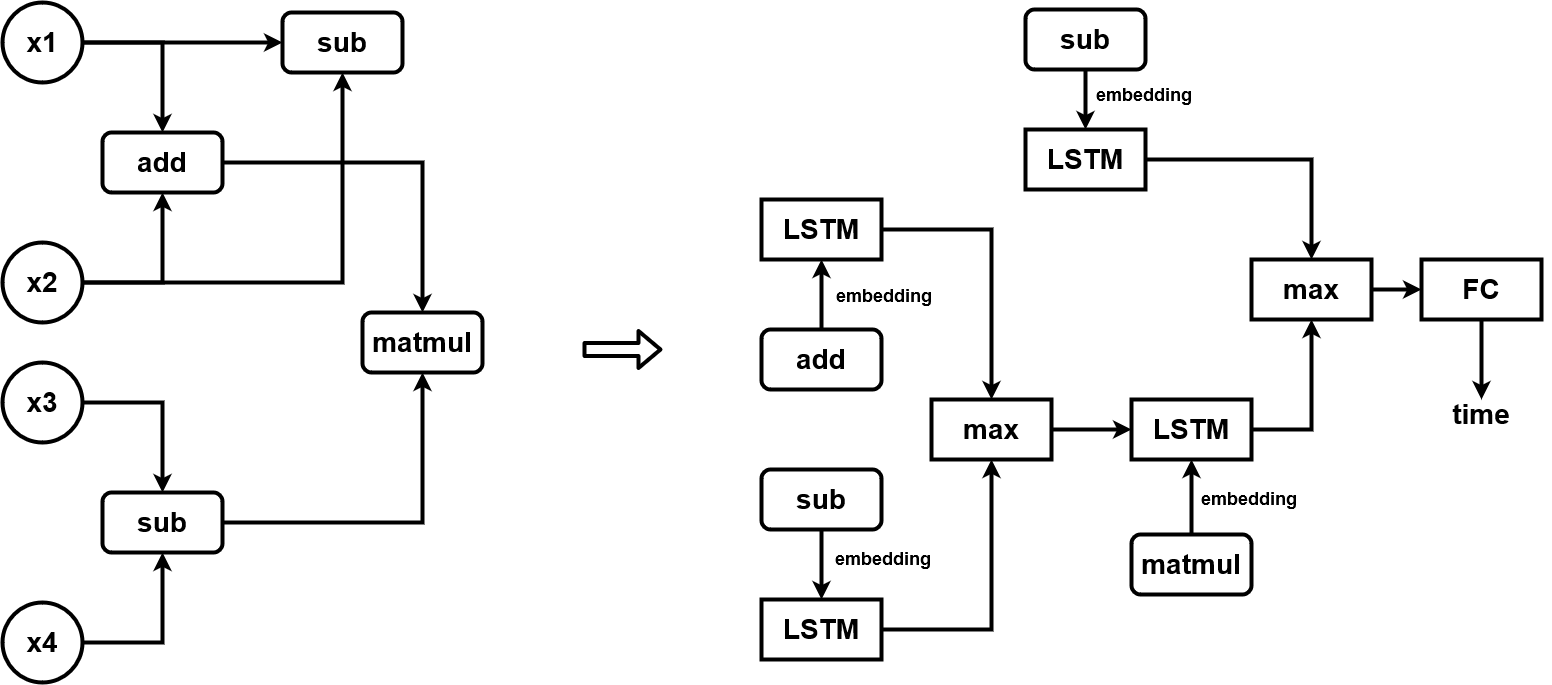 x1
sub
add
x2
matmul
x3
sub
x4
sub
embedding
LSTM
LSTM
embedding
add
max
FC
time
max
LSTM
sub
embedding
embedding
matmul
LSTM